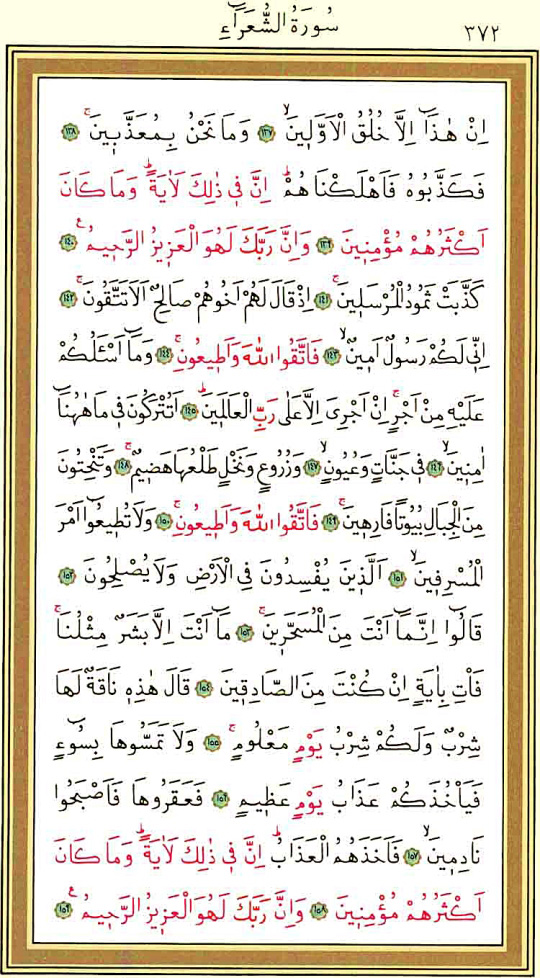 سُورَةُ الشُّعَرَاءِ ٣٧٢
اِنْ هٰذَٓا اِلَّا خُلُقُ الْاَوَّلٖينَۙ ﴿١٣٧﴾ وَمَا نَحْنُ بِمُعَذَّبٖينَۚ ﴿١٣٨﴾
فَكَذَّبُوهُ فَاَهْلَكْنَاهُمْۜ اِنَّ فٖى ذٰلِكَ لَاٰيَةًۜ وَمَا كَانَ
اَكْثَرُهُمْ مُؤْمِنٖينَ ﴿١٣٩﴾ وَاِنَّ رَبَّكَ لَهُوَ الْعَزٖيزُ الرَّحٖيمُ ﴿١٤٠﴾
كَذَّبَتْ ثَمُودُ الْمُرْسَلٖينَۚ ﴿١٤١﴾ اِذْ قَالَ لَهُمْ اَخُوهُمْ صَالِحٌ اَلَا تَتَّقُونَۚ ﴿١٤٢﴾
اِنّٖى لَكُمْ رَسُولٌ اَمٖينٌۙ ﴿١٤٣﴾ فَاتَّقُوا اللّٰهَ وَاَطٖيعُونِۚ ﴿١٤٤﴾ وَمَٓا اَسْـَٔلُكُمْ
عَلَيْهِ مِنْ اَجْرٍۚ اِنْ اَجْرِىَ اِلَّا عَلٰى رَبِّ الْعَالَمٖينَۜ ﴿١٤٥﴾ اَتُتْرَكُونَ فٖى مَا هٰهُنَٓا
اٰمِنٖينَۙ ﴿١٤٦﴾ فٖى جَنَّاتٍ وَعُيُونٍۙ ﴿١٤٧﴾ وَزُرُوعٍ وَنَخْلٍ طَلْعُهَا هَضٖيمٌۚ ﴿١٤٨﴾ وَتَنْحِتُونَ
مِنَ الْجِبَالِ بُيُوتًا فَارِهٖينَۚ ﴿١٤٩﴾ فَاتَّقُوا اللّٰهَ وَاَطٖيعُونِۚ ﴿١٥٠﴾ وَلَا تُطٖيعُٓوا اَمْرَ
الْمُسْرِفٖينَۙ ﴿١٥١﴾ اَلَّذٖينَ يُفْسِدُونَ فِى الْاَرْضِ وَلَا يُصْلِحُونَ ﴿١٥٢﴾
قَالُٓوا اِنَّمَٓا اَنْتَ مِنَ الْمُسَحَّرٖينَۚ ﴿١٥٣﴾ مَٓا اَنْتَ اِلَّا بَشَرٌ مِثْلُنَاۚ
فَاْتِ بِاٰيَةٍ اِنْ كُنْتَ مِنَ الصَّادِقٖينَ ﴿١٥٤﴾ قَالَ هٰذِهٖ نَاقَةٌ لَهَا
شِرْبٌ وَلَكُمْ شِرْبُ يَوْمٍ مَعْلُومٍۚ ﴿١٥٥﴾ وَلَا تَمَسُّوهَا بِسُٓوءٍ
فَيَاْخُذَكُمْ عَذَابُ يَوْمٍ عَظٖيمٍ ﴿١٥٦﴾ فَعَقَرُوهَا فَاَصْبَحُوا
نَادِمٖينَۙ ﴿١٥٧﴾ فَاَخَذَهُمُ الْعَذَابُۜ اِنَّ فٖى ذٰلِكَ لَاٰيَةًۜ وَمَا كَانَ
اَكْثَرُهُمْ مُؤْمِنٖينَ ﴿١٥٨﴾ وَاِنَّ رَبَّكَ لَهُوَ الْعَزٖيزُ الرَّحٖيمُ ﴿١٥٩﴾